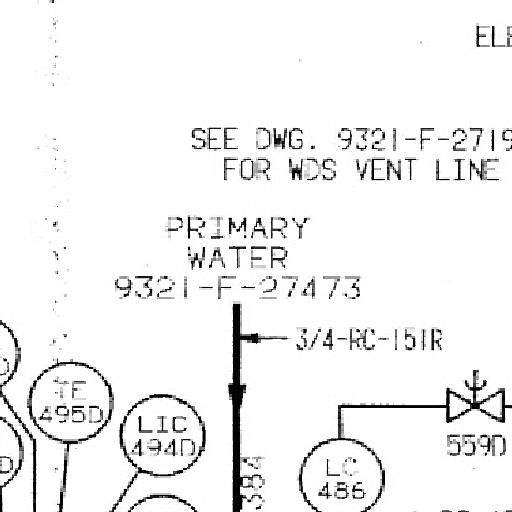 SEE DWG. 9321-F-2719
FOR WDS VENT LINE
PRIMARY
WATER
9321-F-27473
3/4-RC-151R
TE
495D
LIC
494D
559D
LC
486
384